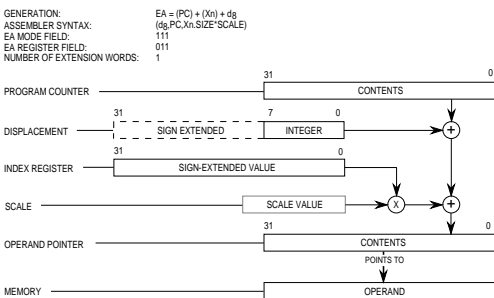 GENERATION: EA = (PC) + (Xn) + d8
ASSEMBLER SYNTAX: (d8,PC,Xn.SIZE*SCALE)
EA MODE FIELD: 111
EA REGISTER FIELD: 011
NUMBER OF EXTENSION WORDS: 1
31 0
PROGRAM COUNTER CONTENTS
31 7 0
DISPLACEMENT SIGN EXTENDED INTEGER +
31 0
INDEX REGISTER SIGN-EXTENDED VALUE
SCALE SCALE VALUE X +
31 0
OPERAND POINTER CONTENTS
POINTS TO
MEMORY OPERAND